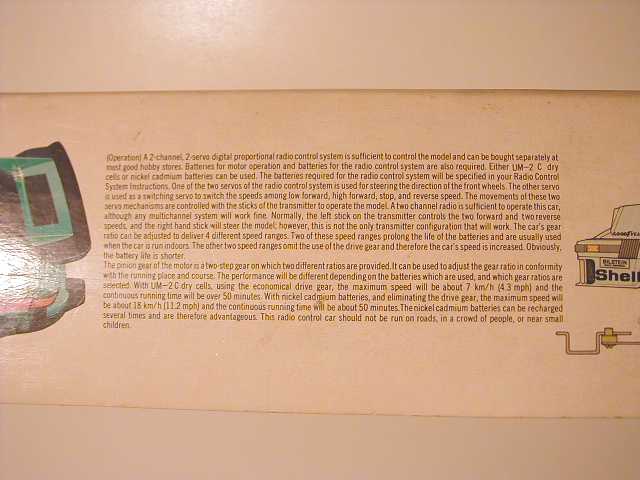 (Operation) A 2-channel, 2-servo digital proportional radio control system is sufficient to control the model and can be bought separately at
most good hobby stores. Batteries for motor operation and batteries for the radio control system are also required. Either UM-2 C dry
cells or nickel cadmium batteries can be used. The batteries required for the radio control system will be specified in your Radio Control
System Instructions. One of the two servos of the radio control system is used for steering the direction of the front wheels. The other servo
is used as a switching servo to switch the speeds among low forward, high forward, stop, and reverse speed. The movements of these two
servo mechanisms are controlled with the sticks of the transmitter to operate the model. A two channel radio is sufficient to operate this car,
although any multichannel system will work fine. Normally, the left stick on the transmitter controls the two forward and two reverse
speeds, and the right hand stick will steer the model; however, this is not the only transmitter configuration that will work. The car's gear
ratio can be adjusted to deliver 4 different speed ranges. Two of these speed ranges prolong the life of the batteries and are usually used
when the car is run indoors. The other two speed ranges omit the use of the drive gear and therefore the car's speed is increased. Obviously,
the battery life is shorter.
The pinion gear of the motor is a two-step gear on which two different ratios are provided. It can be used to adjust the gear ratio in conformity
with the running place and course. The performance will be different depending on the batteries which are used, and which gear ratios are
selected. With UM-2 C dry cells, using the economical drive gear, the maximum speed will be about 7 km/h (4.3 mph) and the
continuous running time will be over 50 minutes. With nickel cadmium batteries, and eliminating the drive gear, the maximum speed will
be about 18 km/h (11.2 mph) and the continuous running time will be about 50 minutes. The nickel cadmium batteries can be recharged
several times and are therefore advantageous. This radio control car should not be run on roads, in a crowd of people, or near small
children.
GOODYEAR
BILSTEIN
Shell